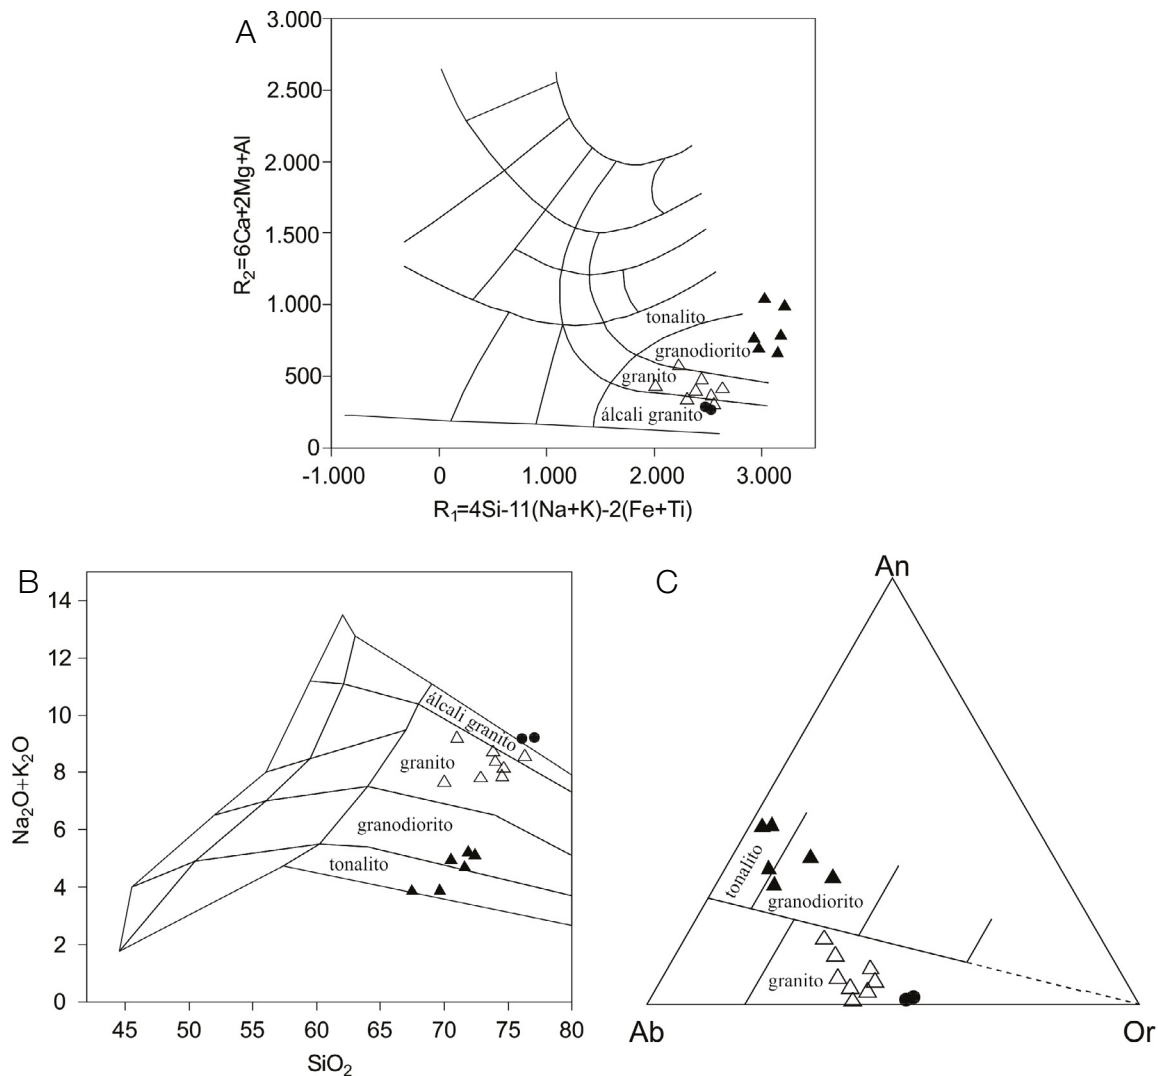 A
3.000
2.500
2.000
1.500
1.000
500
0
R₂=6Ca+2Mg+Al
tonalito
granodiorito
granito
álcali granito
-1.000 0 1.000 2.000 3.000
R₁=4Si-11(Na+K)-2(Fe+Ti)
B
14
12
10
8
6
4
2
0
Na₂O+K₂O
álcali granito
granito
granodiorito
tonalito
45 50 55 60 65 70 75 80
SiO₂
C
An
tonalito
granodiorito
granito
Ab Or